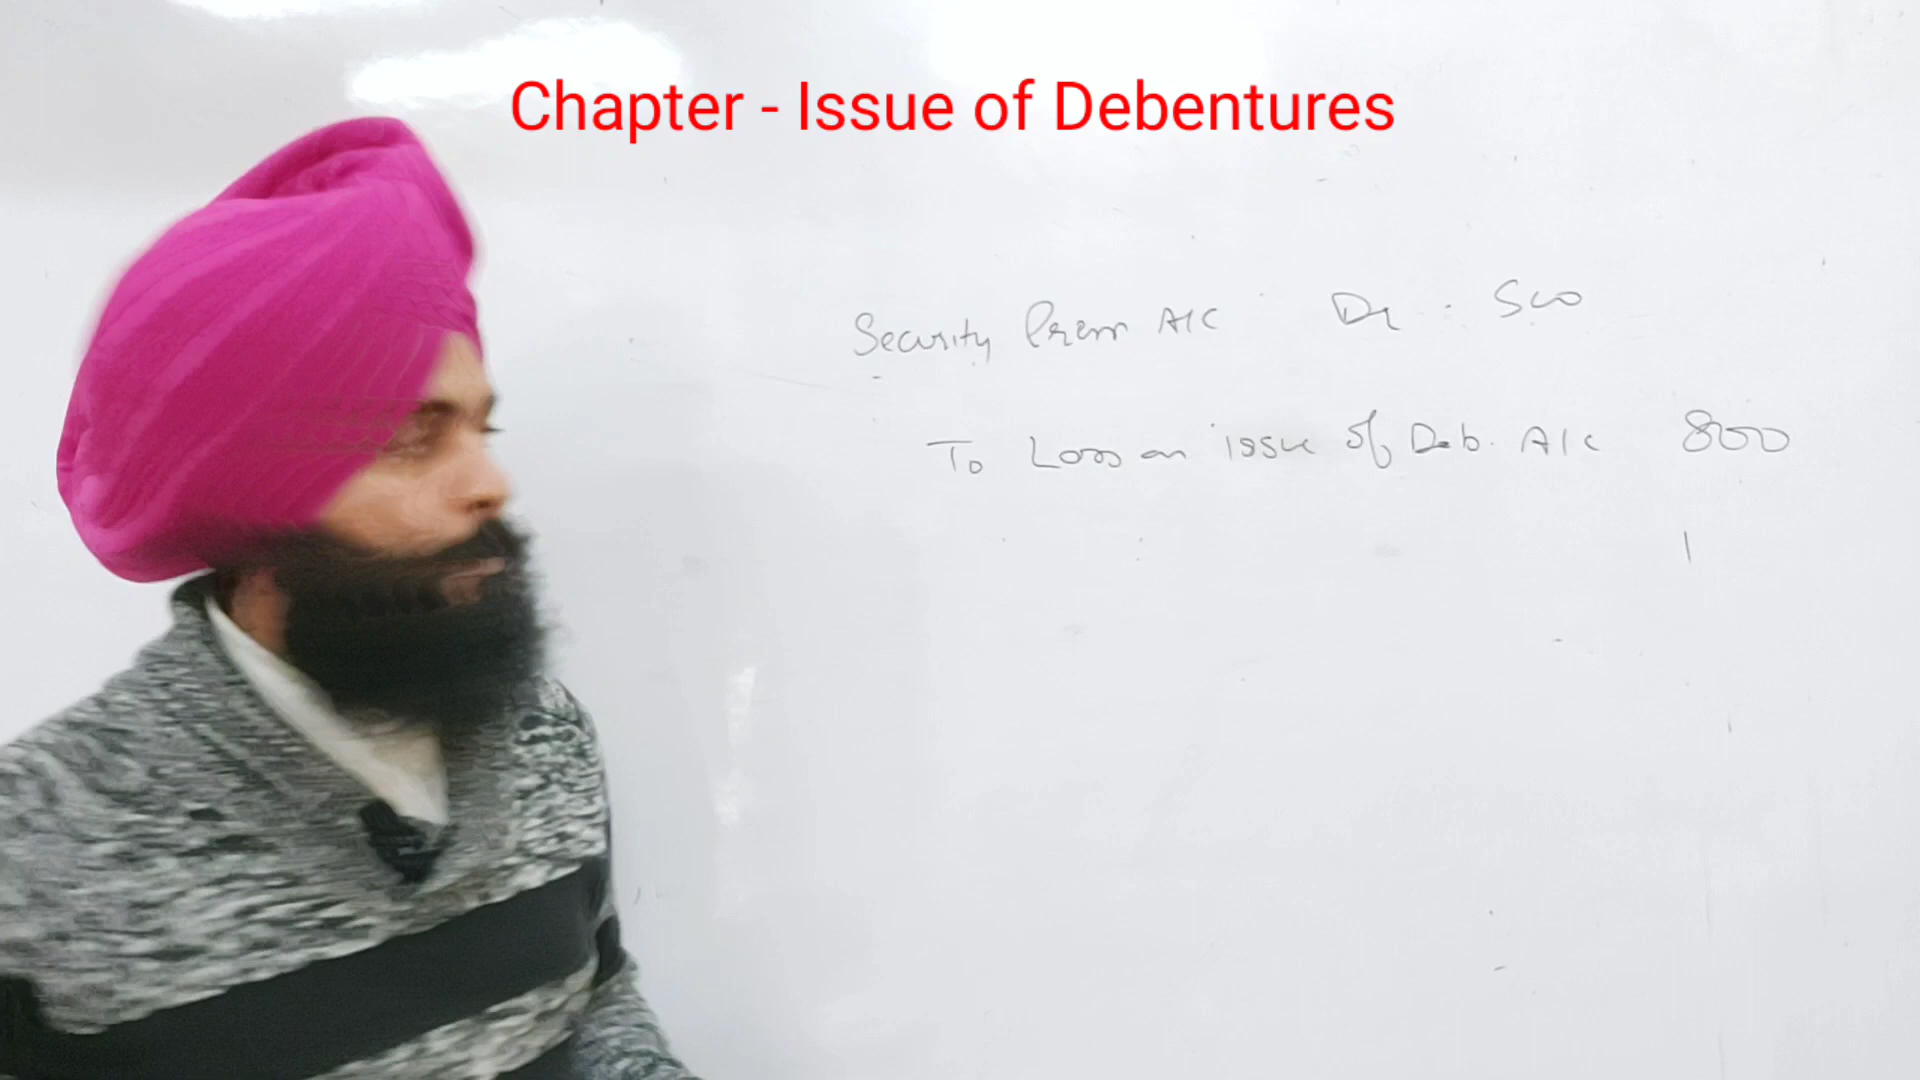 Chapter - Issue of Debentures
Security Prem A/C Dr. 500
To Loss on issue of Deb. A/c 800